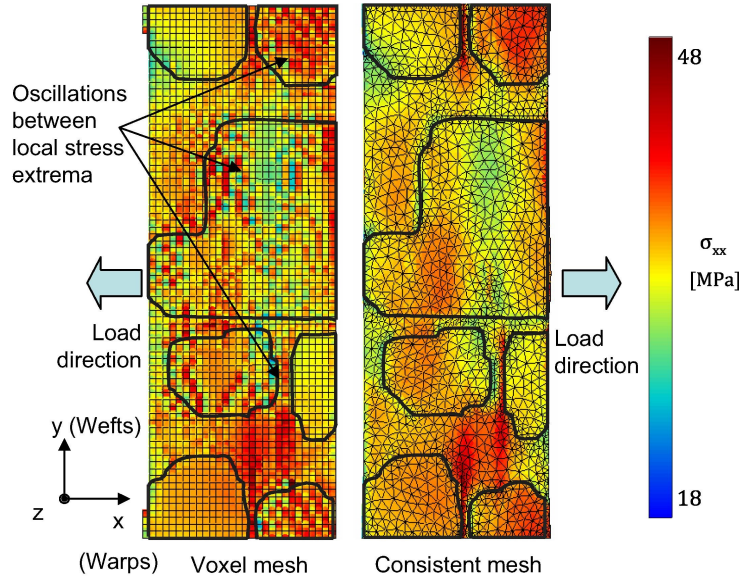 48
Oscillations
between
local stress
extrema
σxx
[MPa]
Load
direction
Load
direction
y (Wefts)
18
z
x
(Warps)
Voxel mesh
Consistent mesh